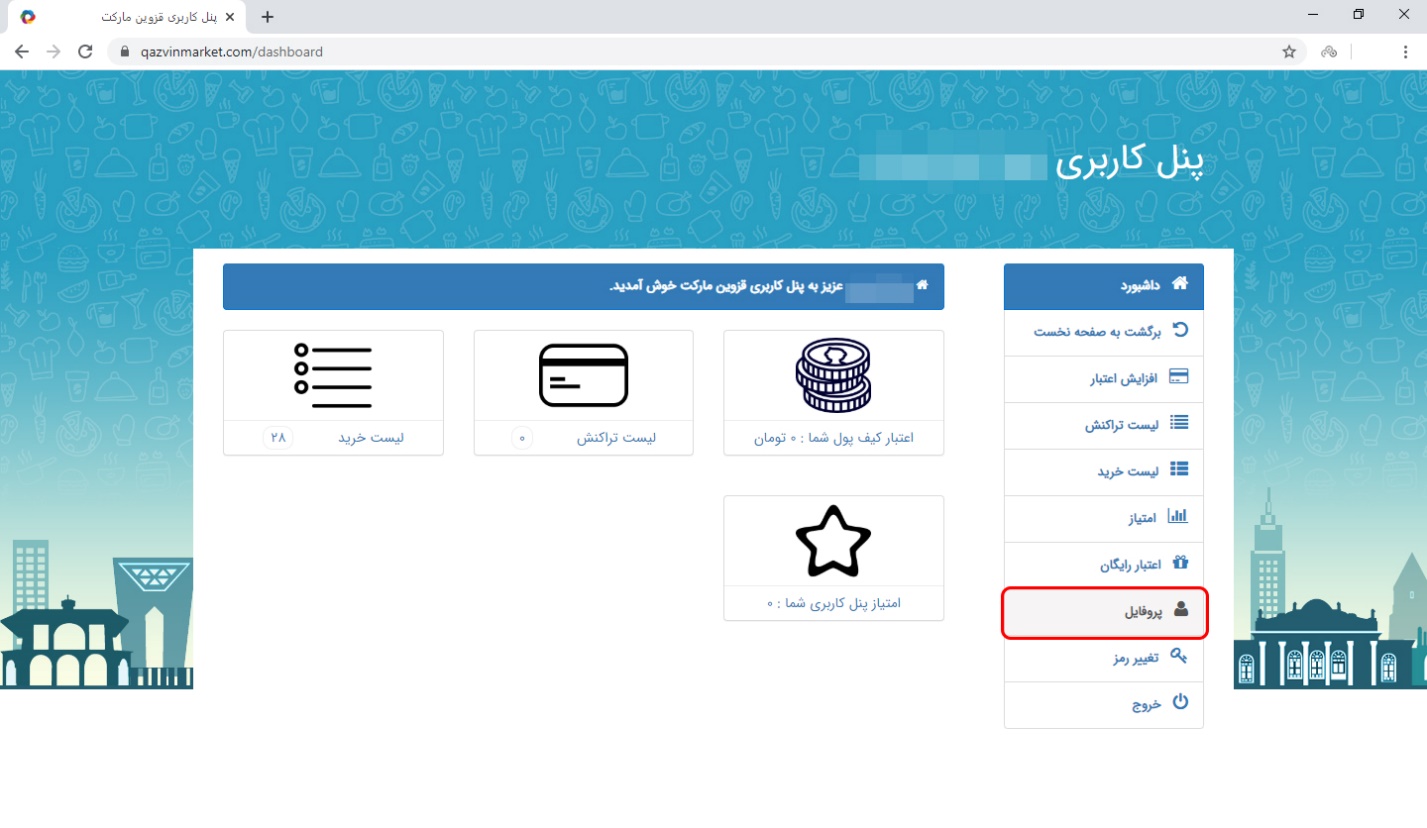 پنل کاربری قزوین مارکت
qazvinmarket.com/dashboard
پنل کاربری
داشبورد
برگشت به صفحه نخست
افزایش اعتبار
لیست تراکنش
لیست خرید
امتیاز
اعتبار رایگان
پروفایل
تغییر رمز
خروج
عزیز به پنل کاربری قزوین مارکت خوش آمدید.
اعتبار کیف پول شما : ۰ تومان
لیست تراکنش ۰
لیست خرید ۲۸
امتیاز پنل کاربری شما : ۰